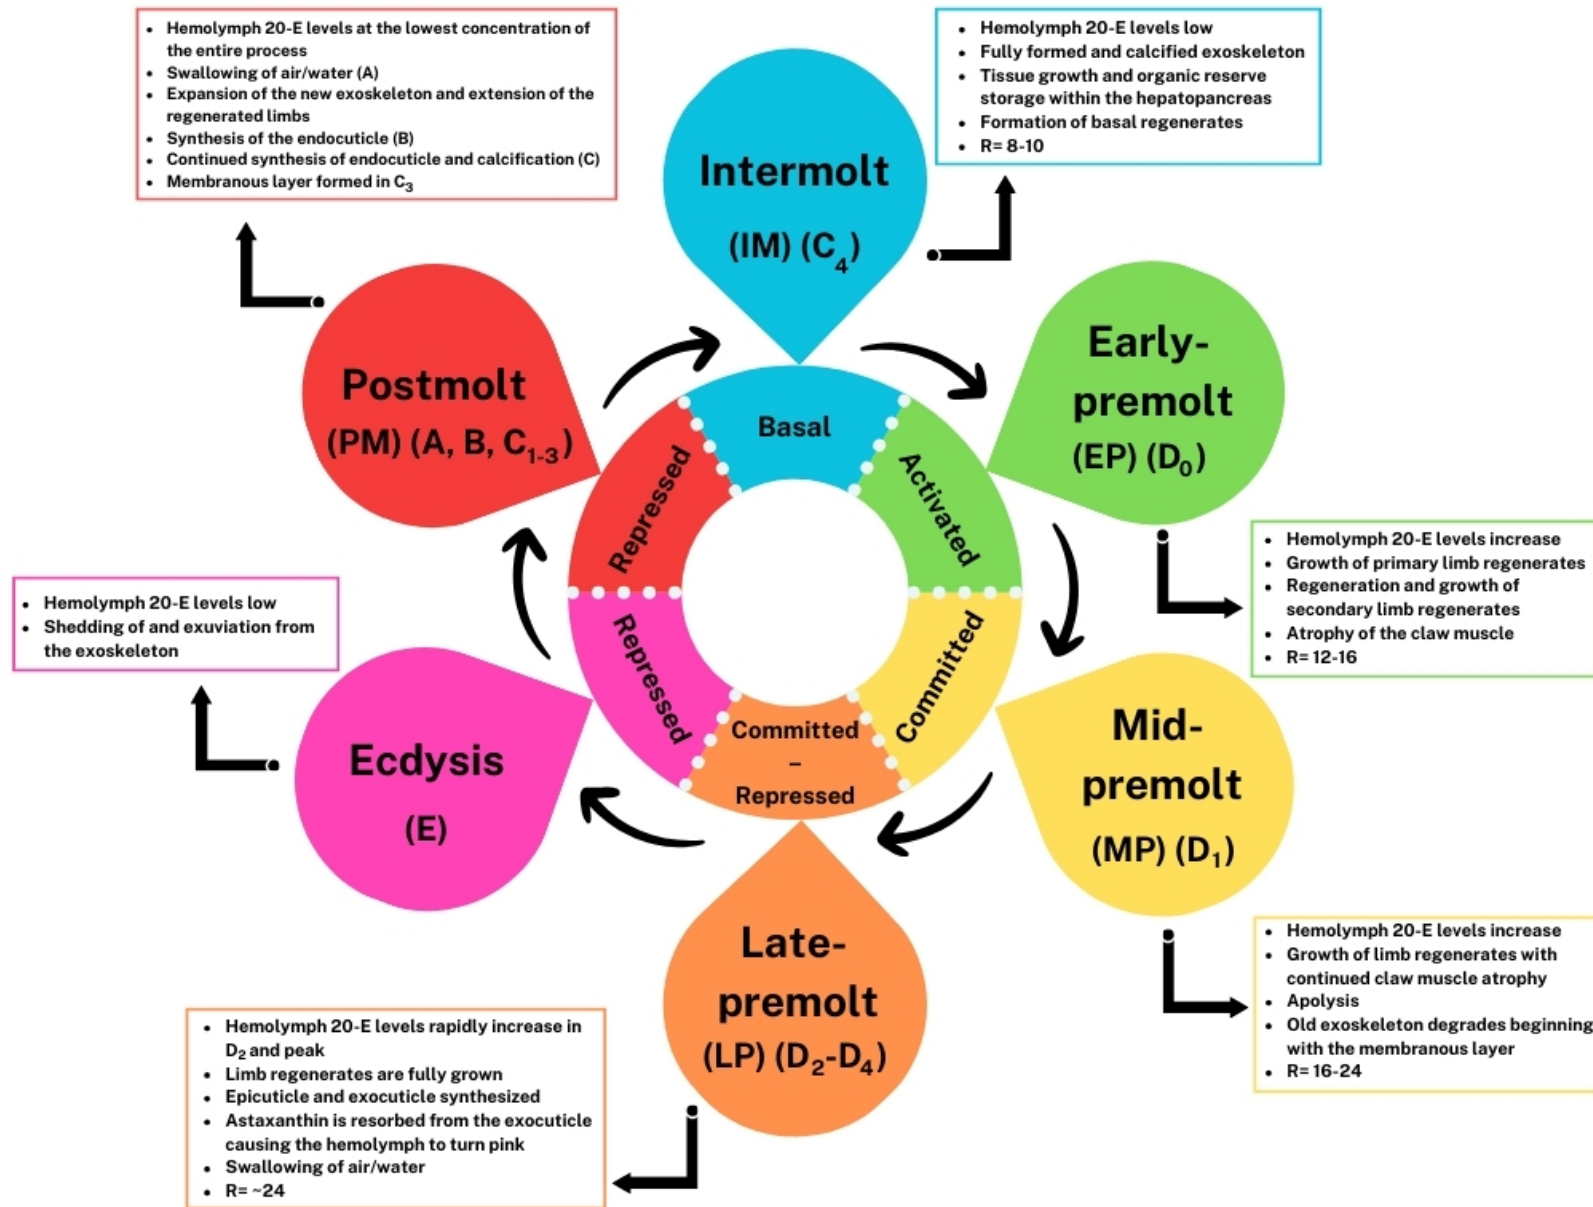 • Hemolymph 20-E levels at the lowest concentration of
the entire process
• Swallowing of air/water (A)
• Expansion of the new exoskeleton and extension of the
regenerated limbs
• Synthesis of the endocuticle (B)
• Continued synthesis of endocuticle and calcification (C)
• Membranous layer formed in C₃
Intermolt
(IM) (C₄)
• Hemolymph 20-E levels low
• Fully formed and calcified exoskeleton
• Tissue growth and organic reserve
storage within the hepatopancreas
• Formation of basal regenerates
• R= 8-10
Postmolt
(PM) (A, B, C₁₋₃)
Early-
premolt
(EP) (D₀)
Basal
Activated
Committed
Committed
–
Repressed
Repressed
Repressed
• Hemolymph 20-E levels increase
• Growth of primary limb regenerates
• Regeneration and growth of
secondary limb regenerates
• Atrophy of the claw muscle
• R= 12-16
• Hemolymph 20-E levels low
• Shedding of and exuviation from
the exoskeleton
Ecdysis
(E)
Mid-
premolt
(MP) (D₁)
• Hemolymph 20-E levels increase
• Growth of limb regenerates with
continued claw muscle atrophy
• Apolysis
• Old exoskeleton degrades beginning
with the membranous layer
• R= 16-24
Late-
premolt
(LP) (D₂-D₄)
• Hemolymph 20-E levels rapidly increase in
D₂ and peak
• Limb regenerates are fully grown
• Epicuticle and exocuticle synthesized
• Astaxanthin is resorbed from the exocuticle
causing the hemolymph to turn pink
• Swallowing of air/water
• R= ~24